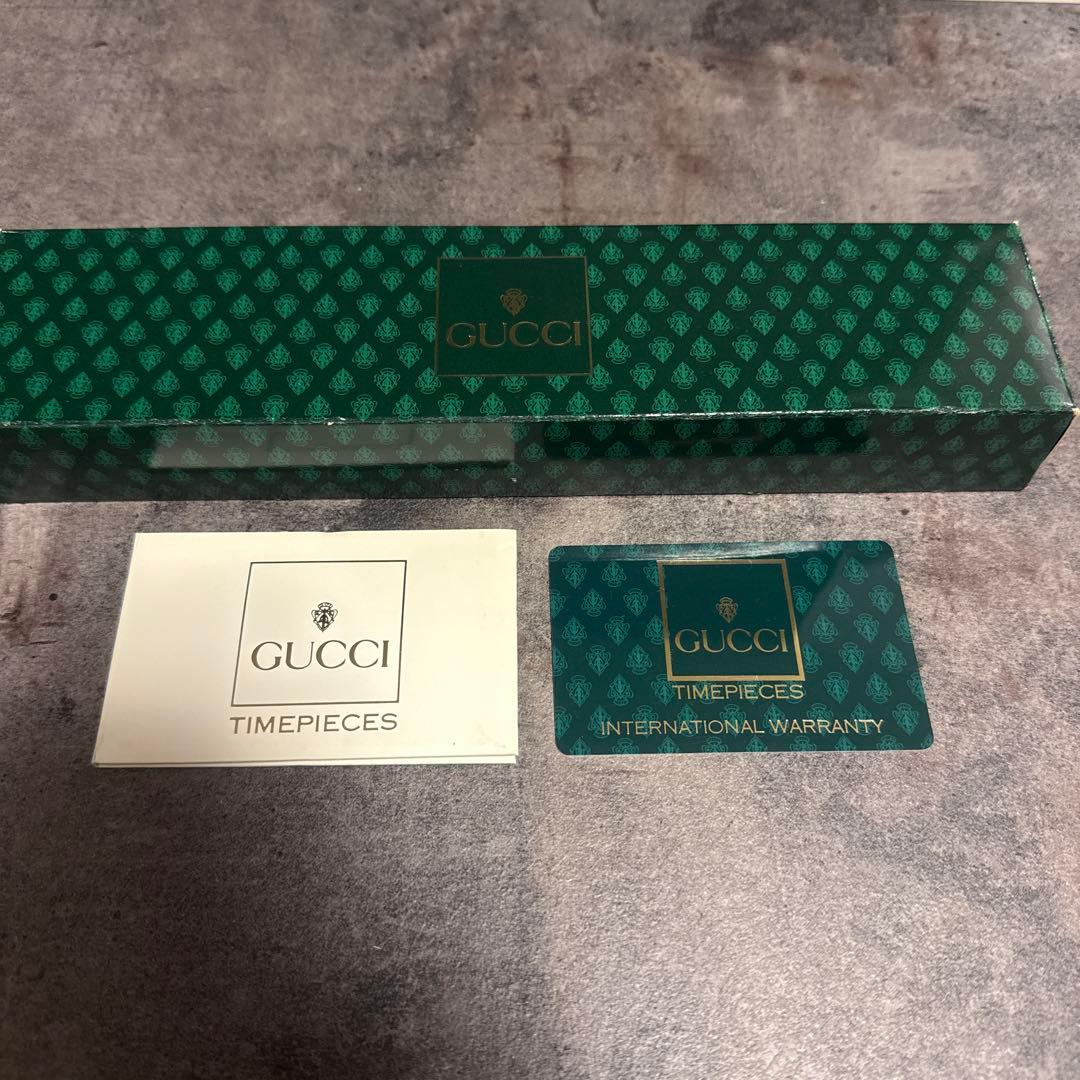 GUCCI
GUCCI
TIMEPIECES
GUCCI
TIMEPIECES
INTERNATIONAL WARRANTY